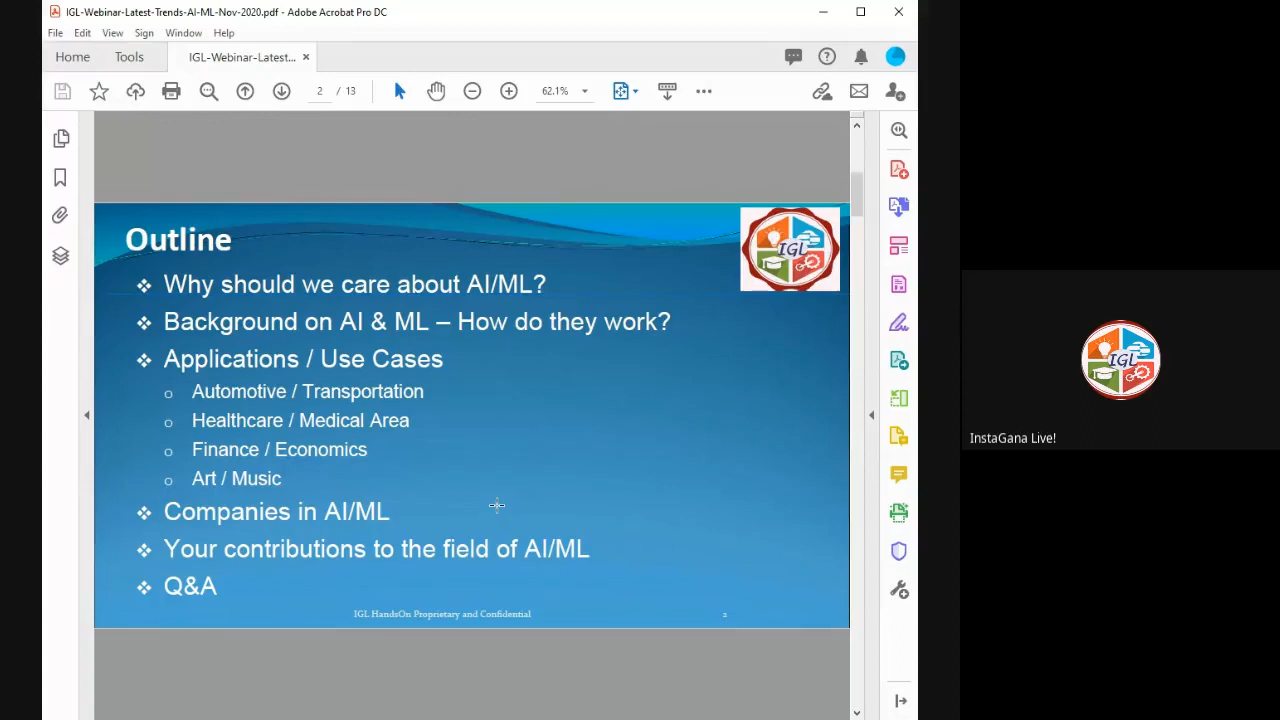 IGL-Webinar-Latest-Trends-AI-ML-Nov-2020.pdf - Adobe Acrobat Pro DC
File Edit View Sign Window Help
Home Tools IGL-Webinar-Latest... ×
2 / 13 62.1%
Outline
IGL
❖ Why should we care about AI/ML?
❖ Background on AI & ML – How do they work?
❖ Applications / Use Cases
o Automotive / Transportation
o Healthcare / Medical Area
o Finance / Economics
o Art / Music
❖ Companies in AI/ML
❖ Your contributions to the field of AI/ML
❖ Q&A
IGL HandsOn Proprietary and Confidential 2
IGL
InstaGana Live!